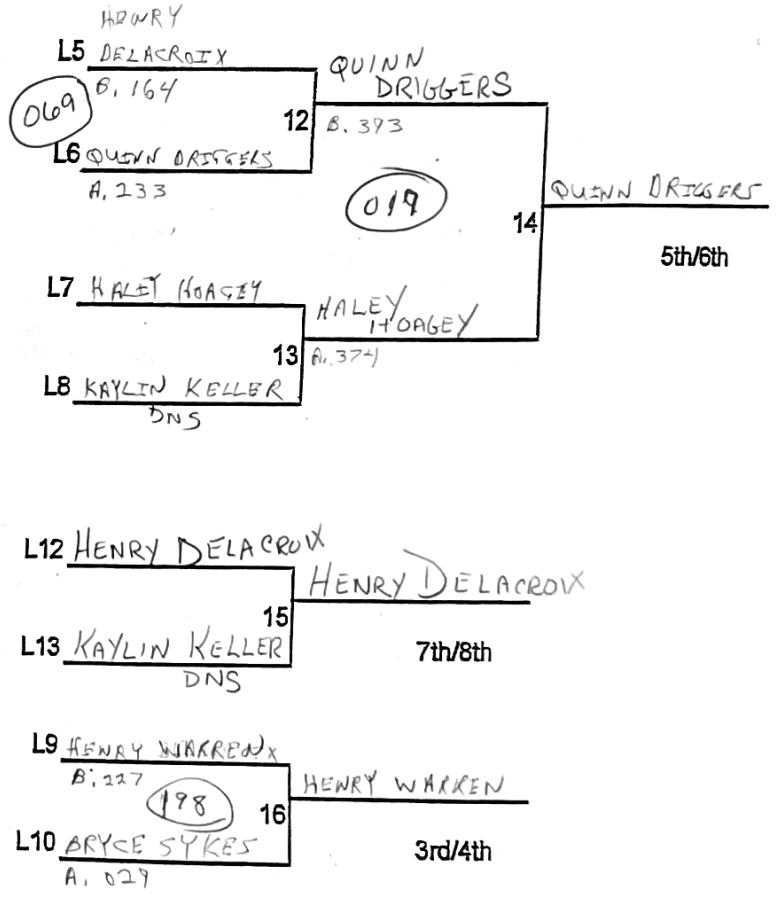 HENRY
L5 DELACROIX
B. 164
069
12
L6 QUINN DRIGGERS
A. 233
QUINN
DRIGGERS
B. 393
019
14
QUINN DRIGGERS
5th/6th
L7 HALEY HOAGEY
HALEY
HOAGEY
13
A. 374
L8 KAYLIN KELLER
DNS
L12 HENRY DELACROIX
HENRY DELACROIX
15
L13 KAYLIN KELLER
DNS
7th/8th
L9 HENRY WARREN X
B. 227
198
16
HENRY WARREN
L10 BRYCE SYKES
A. 029
3rd/4th